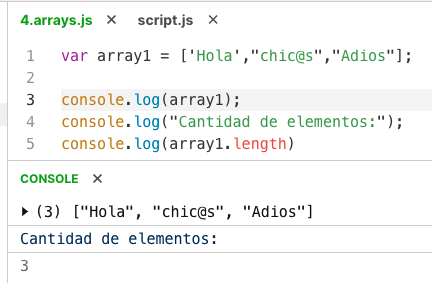 4.arrays.js × script.js ×
1 var array1 = ['Hola',"chic@s","Adios"];
2
3 console.log(array1);
4 console.log("Cantidad de elementos:");
5 console.log(array1.length)
CONSOLE ×
▶ (3) ["Hola", "chic@s", "Adios"]
Cantidad de elementos:
3